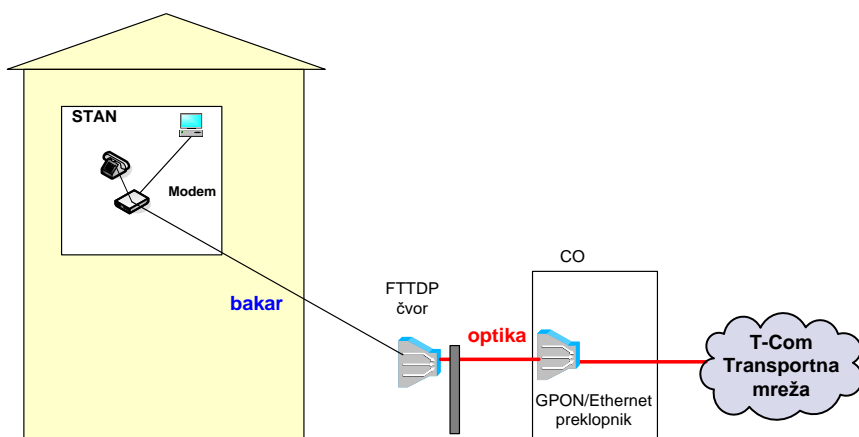 STAN
Modem
bakar
FTTDP
čvor
optika
CO
GPON/Ethernet
preklopnik
T-Com
Transportna
mreža